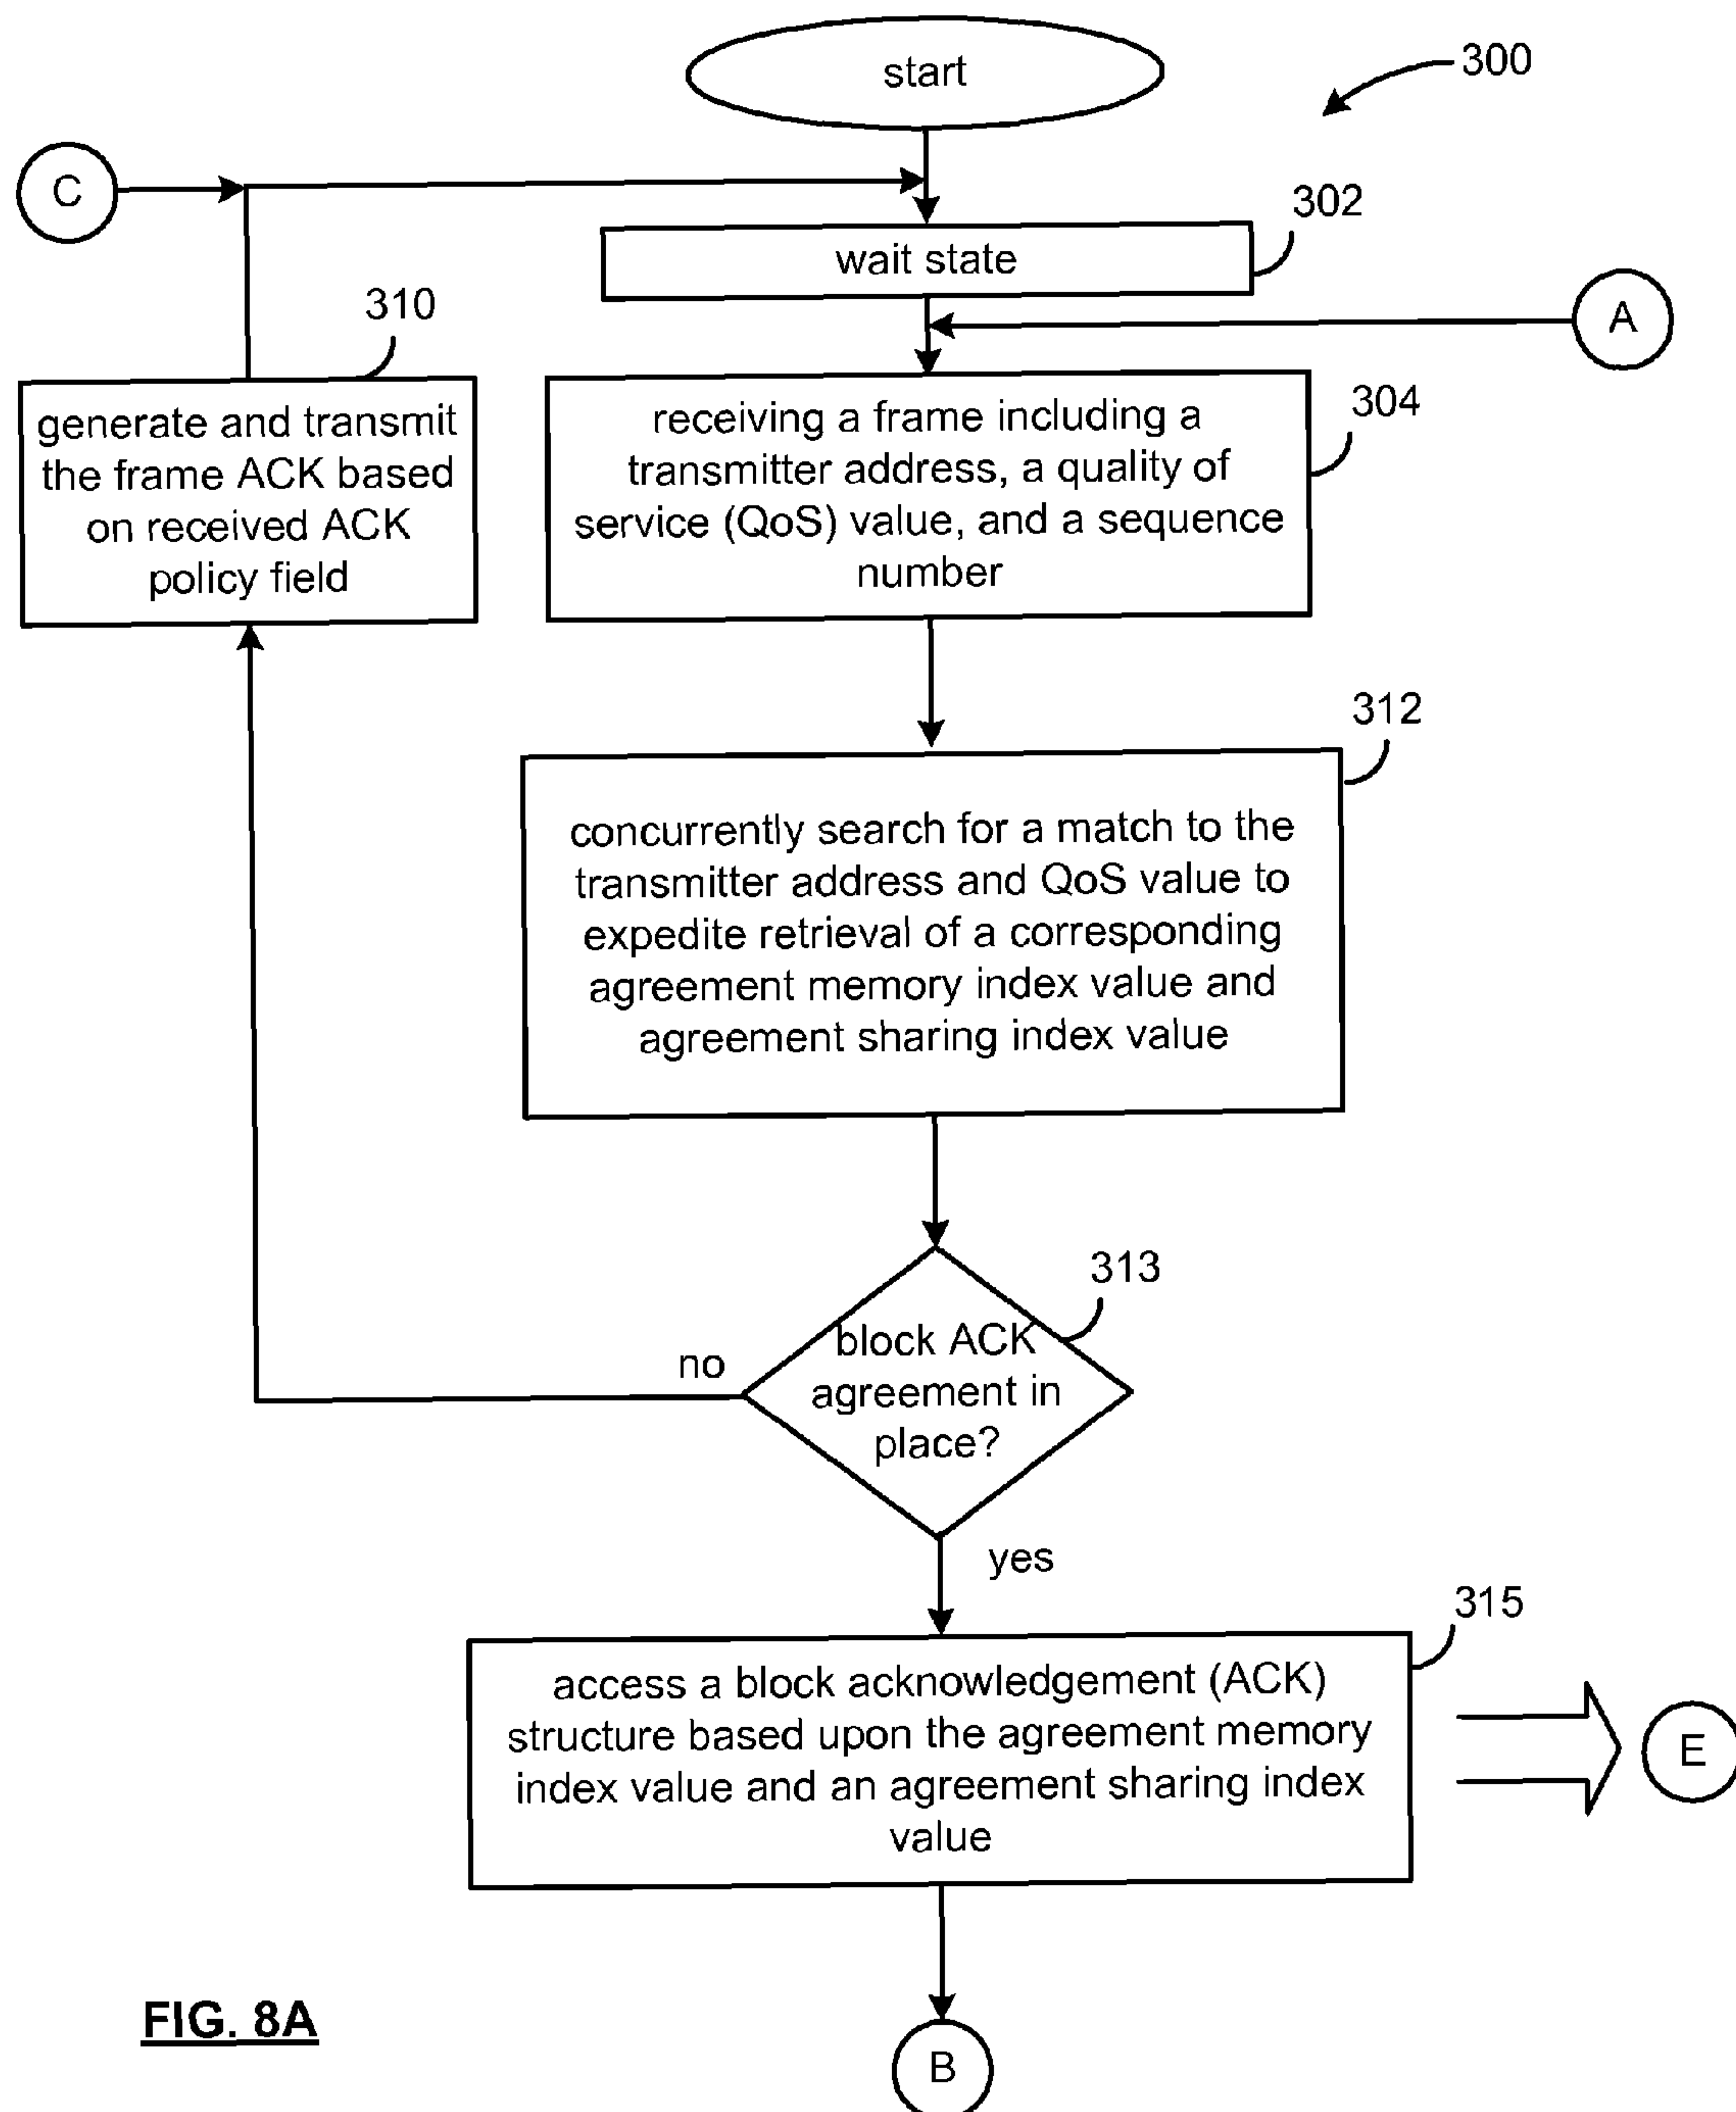 start
300
C
302
wait state
A
310
generate and transmit
the frame ACK based
on received ACK
policy field
304
receiving a frame including a
transmitter address, a quality of
service (QoS) value, and a sequence
number
312
concurrently search for a match to the
transmitter address and QoS value to
expedite retrieval of a corresponding
agreement memory index value and
agreement sharing index value
313
block ACK
agreement in
place?
no
yes
315
access a block acknowledgement (ACK)
structure based upon the agreement memory
index value and an agreement sharing index
value
E
B
FIG. 8A